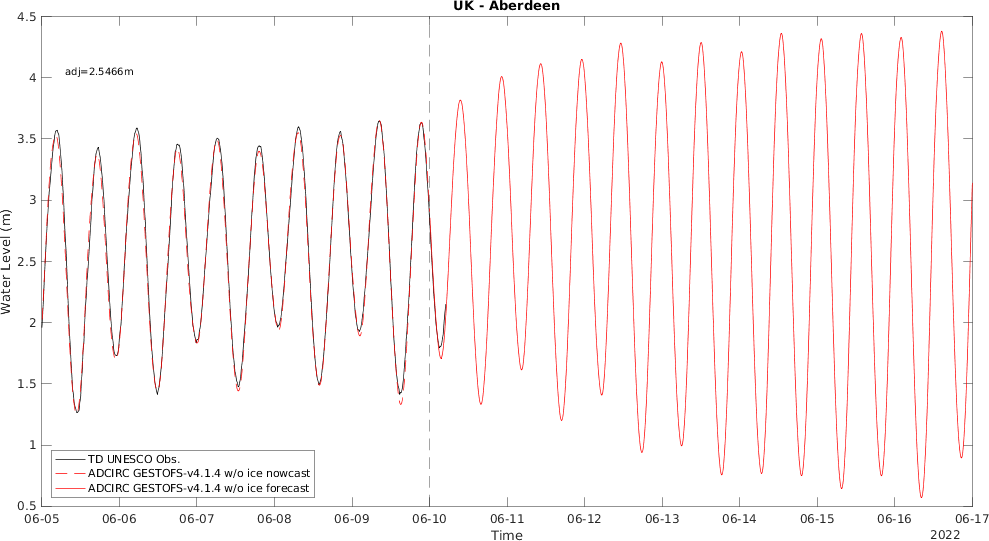 UK - Aberdeen
4.5
4
3.5
3
2.5
2
1.5
1
0.5
Water Level (m)
adj=2.5466m
TD UNESCO Obs.
ADCIRC GESTOFS-v4.1.4 w/o ice nowcast
ADCIRC GESTOFS-v4.1.4 w/o ice forecast
06-05 06-06 06-07 06-08 06-09 06-10 06-11 06-12 06-13 06-14 06-15 06-16 06-17
Time
2022